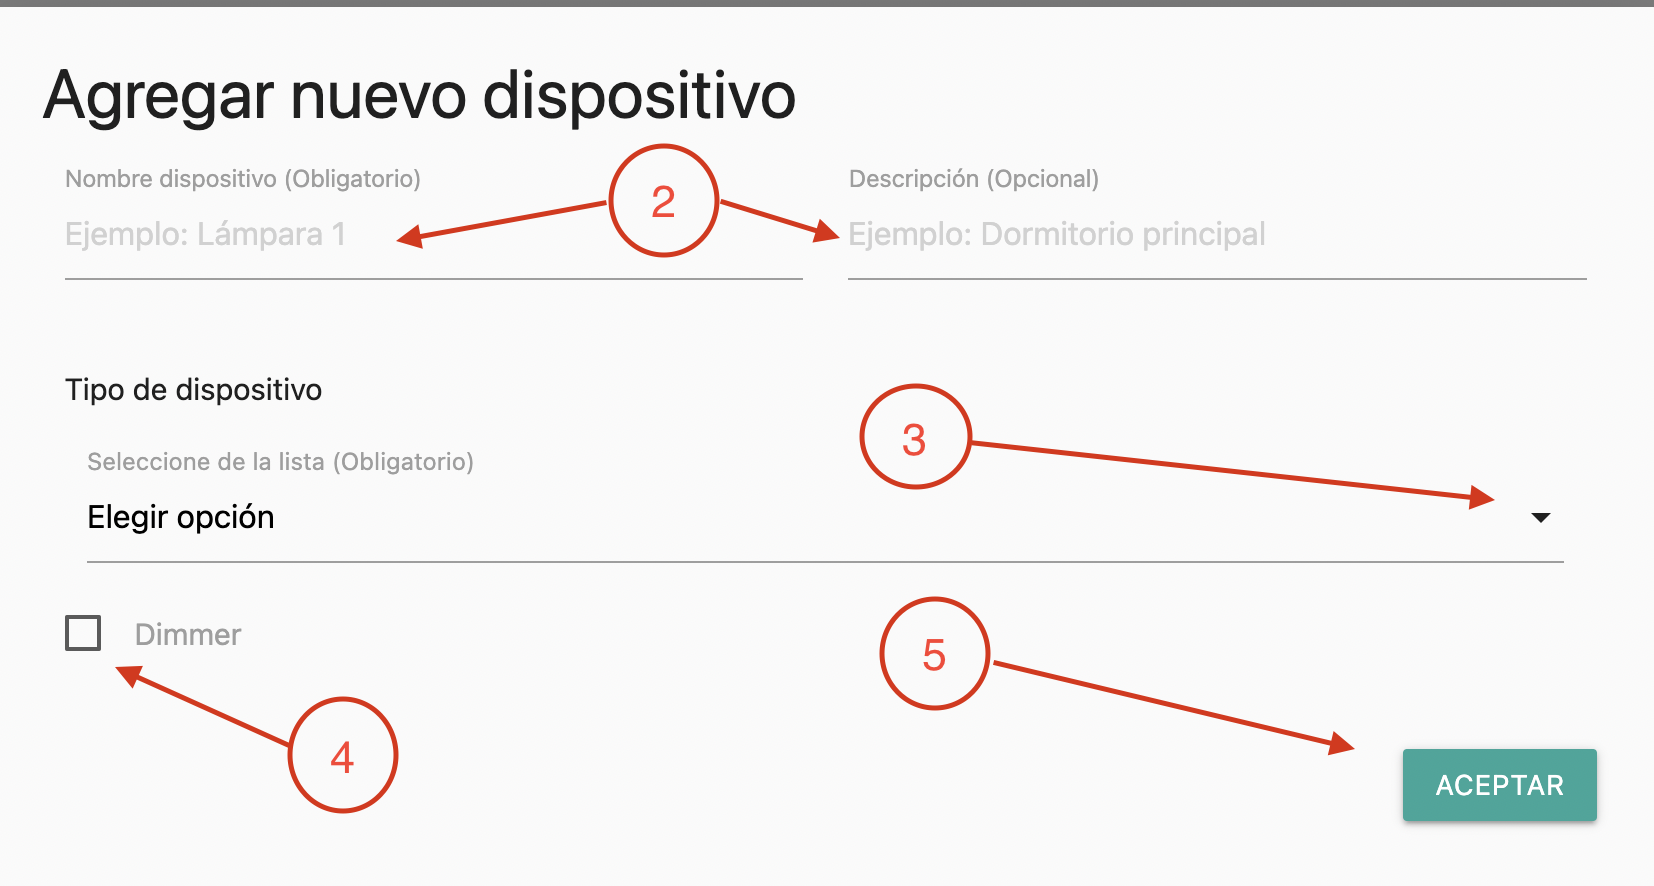 Agregar nuevo dispositivo
Nombre dispositivo (Obligatorio)
2
Descripción (Opcional)
Ejemplo: Lámpara 1
Ejemplo: Dormitorio principal
Tipo de dispositivo
3
Seleccione de la lista (Obligatorio)
Elegir opción
Dimmer
5
4
ACEPTAR